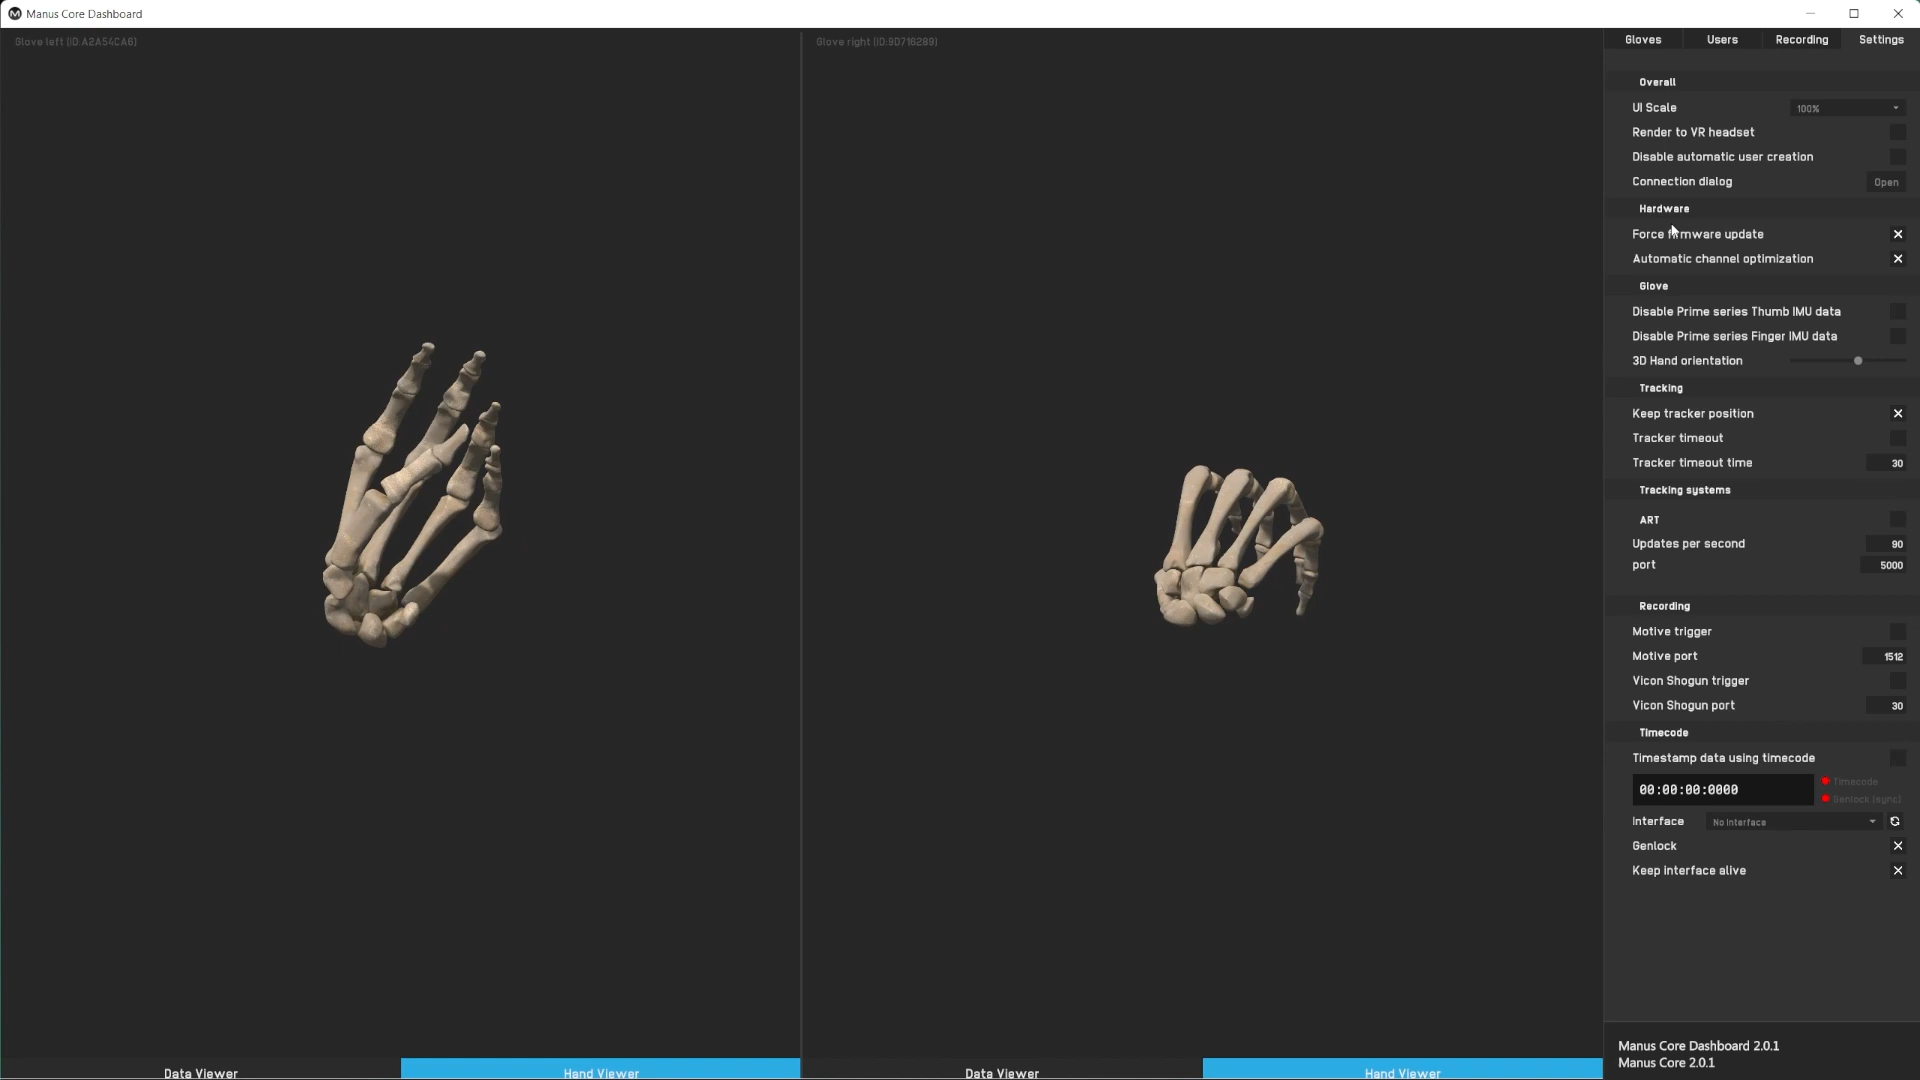 Manus Core Dashboard
Glove left (ID:A2A54CA6)
Glove right (ID:9D716289)
Gloves Users Recording Settings
Overall
UI Scale 100%
Render to VR headset
Disable automatic user creation
Connection dialog Open
Hardware
Force firmware update
Automatic channel optimization
Glove
Disable Prime series Thumb IMU data
Disable Prime series Finger IMU data
3D Hand orientation
Tracking
Keep tracker position
Tracker timeout
Tracker timeout time 30
Tracking systems
ART
Updates per second 90
port 5000
Recording
Motive trigger
Motive port 1512
Vicon Shogun trigger
Vicon Shogun port 30
Timecode
Timestamp data using timecode
00:00:00:0000
Timecode
Genlock (sync)
Interface No Interface
Genlock
Keep interface alive
Manus Core Dashboard 2.0.1
Manus Core 2.0.1
Data Viewer Hand Viewer Data Viewer Hand Viewer